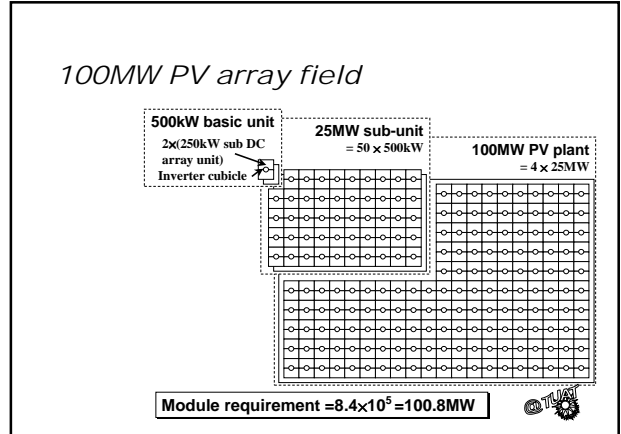 100MW PV array field
500kW basic unit
2×(250kW sub DC
array unit)
Inverter cubicle
25MW sub-unit
= 50 × 500kW
100MW PV plant
= 4 × 25MW
Module requirement =8.4×10⁵ =100.8MW
@TUAT